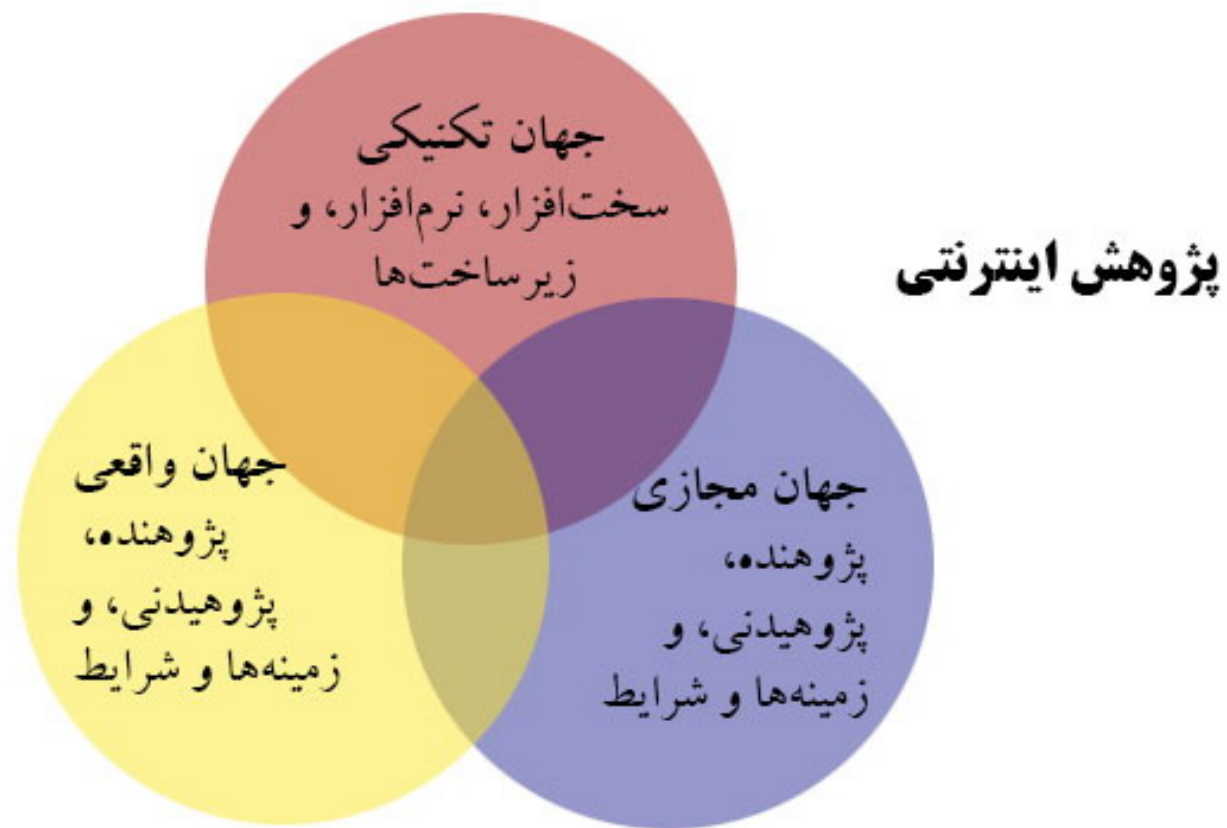 پژوهش اینترنتی
جهان تکنیکی
سخت‌افزار، نرم‌افزار، و
زیرساخت‌ها
جهان مجازی
پژوهنده،
پژوهیدنی، و
زمینه‌ها و شرایط
جهان واقعی
پژوهنده،
پژوهیدنی، و
زمینه‌ها و شرایط